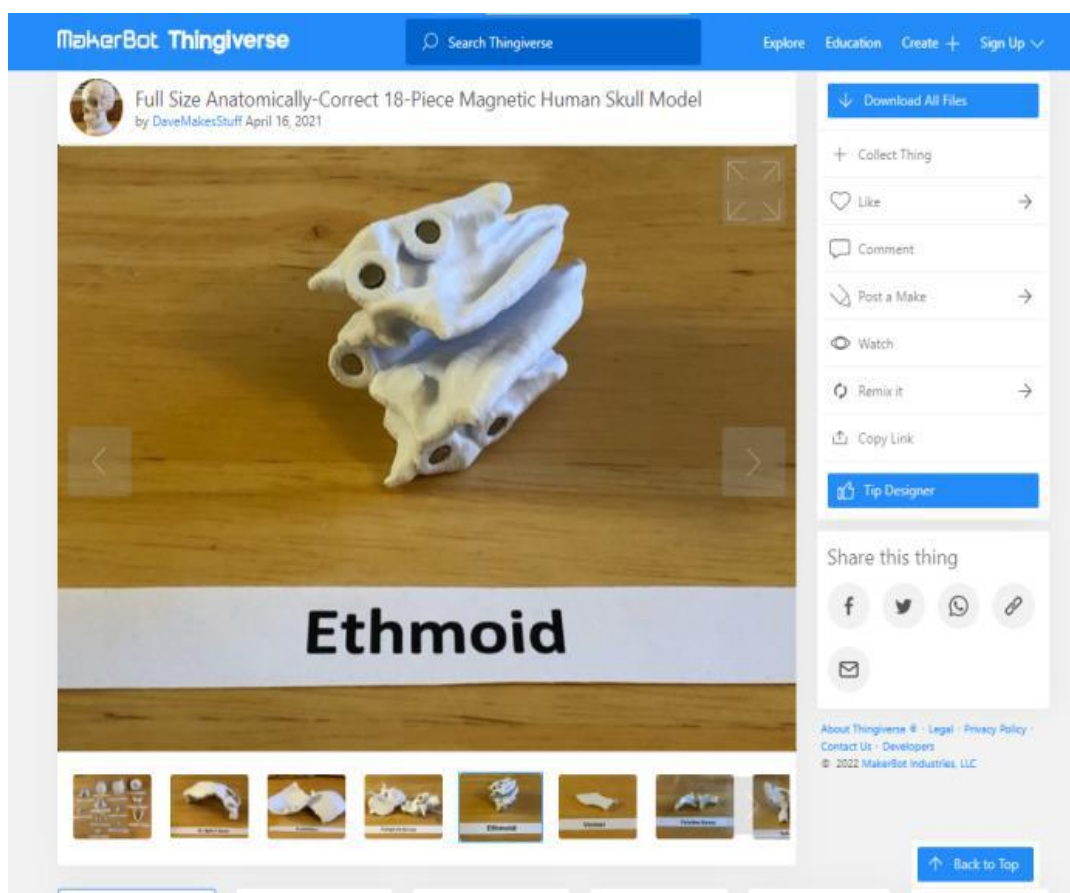 MakerBot Thingiverse
Search Thingiverse
Explore Education Create + Sign Up
Full Size Anatomically-Correct 18-Piece Magnetic Human Skull Model
by DaveMakesStuff April 16, 2021
Ethmoid
Ethmoid
Vomer
Download All Files
Collect Thing
Like
Comment
Post a Make
Watch
Remix it
Copy Link
Tip Designer
Share this thing
About Thingiverse ® · Legal · Privacy Policy ·
Contact Us · Developers
© 2022 MakerBot Industries, LLC
Back to Top